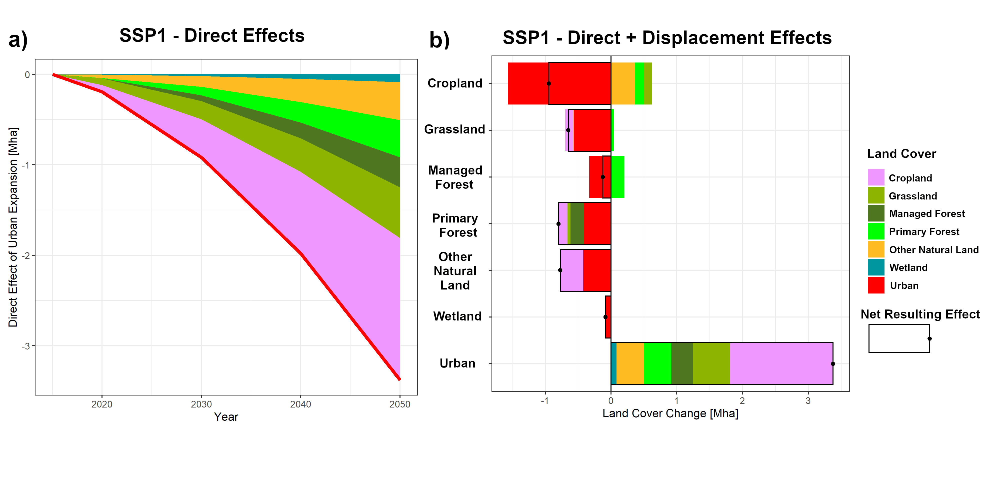 a)
SSP1 - Direct Effects
Direct Effect of Urban Expansion [Mha]
0
-1
-2
-3
2020
2030
2040
2050
Year
b)
SSP1 - Direct + Displacement Effects
Cropland
Grassland
Managed
Forest
Primary
Forest
Other
Natural
Land
Wetland
Urban
-1
0
1
2
3
Land Cover Change [Mha]
Land Cover
Cropland
Grassland
Managed Forest
Primary Forest
Other Natural Land
Wetland
Urban
Net Resulting Effect